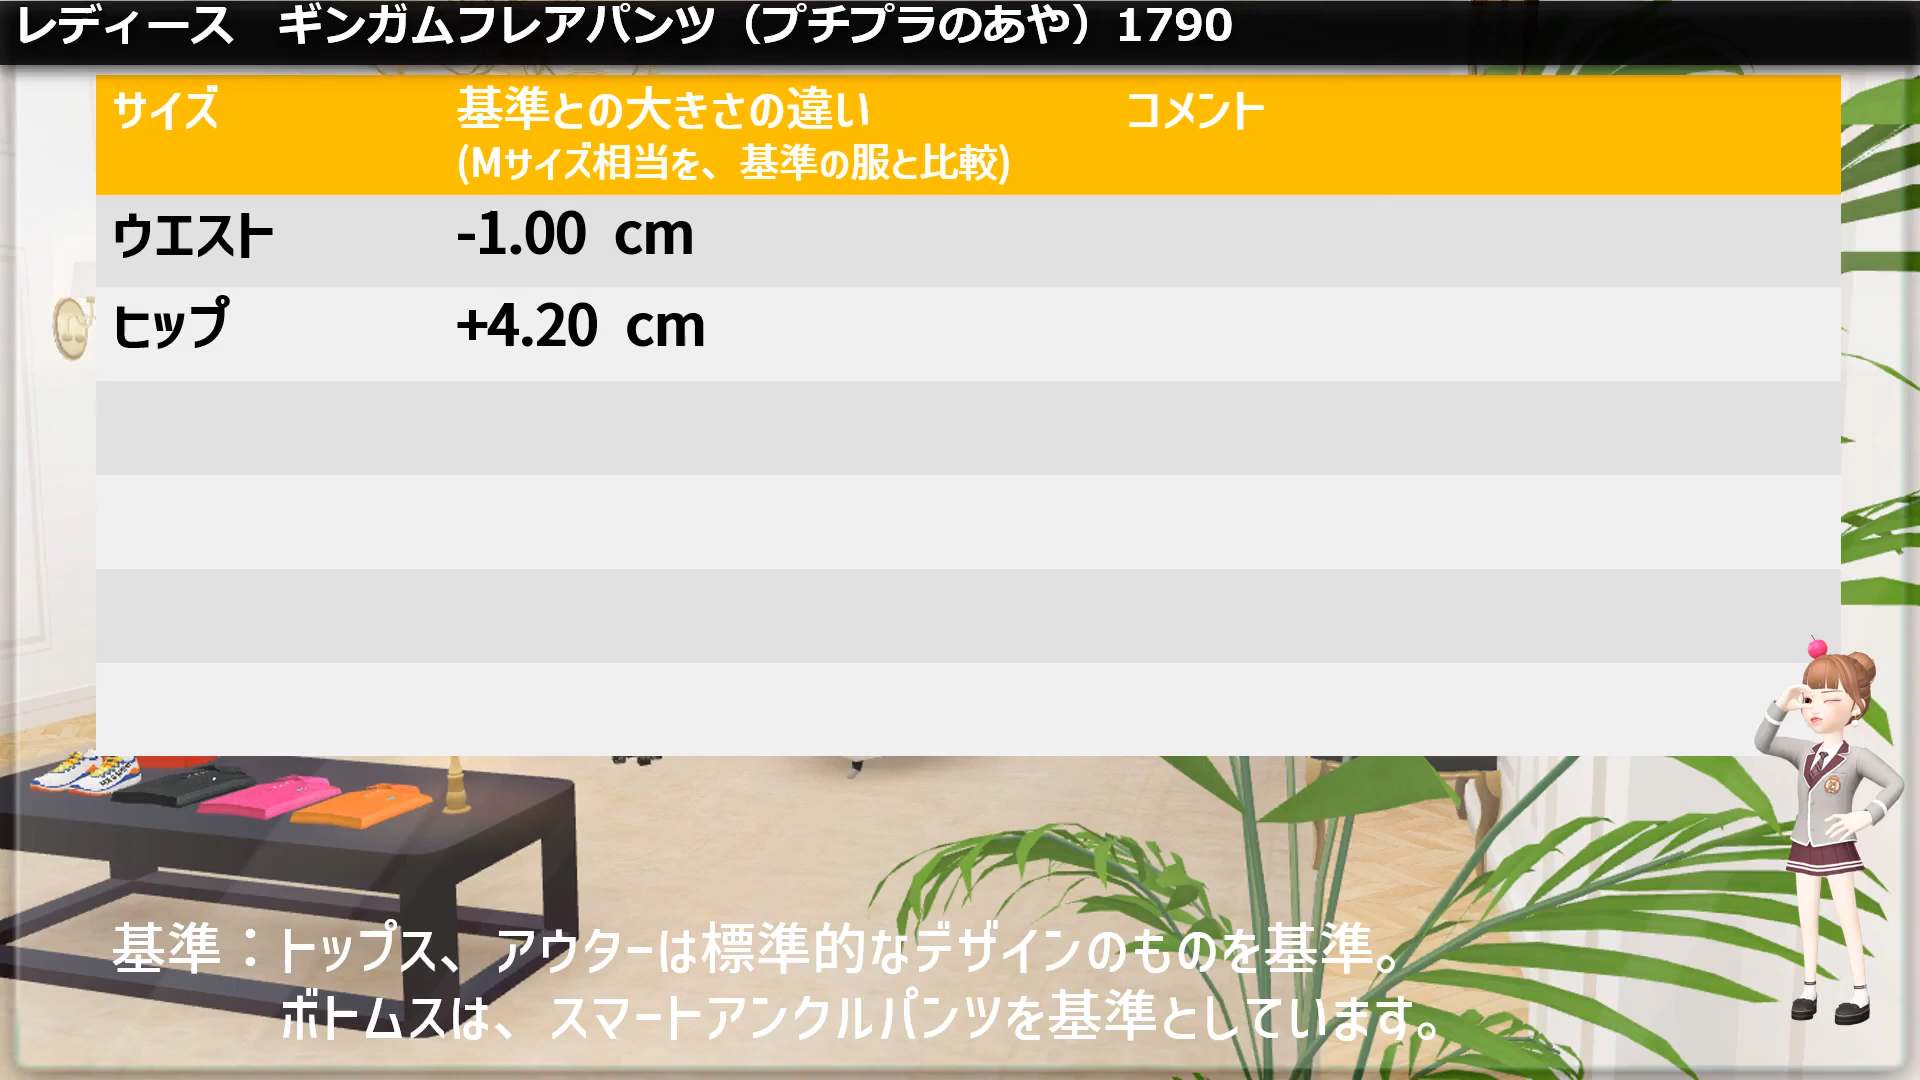 レディース　ギンガムフレアパンツ（プチプラのあや）1790
サイズ 基準との大きさの違い コメント
(Mサイズ相当を、基準の服と比較)
ウエスト -1.00 cm
ヒップ +4.20 cm
基準：トップス、アウターは標準的なデザインのものを基準。
ボトムスは、スマートアンクルパンツを基準としています。